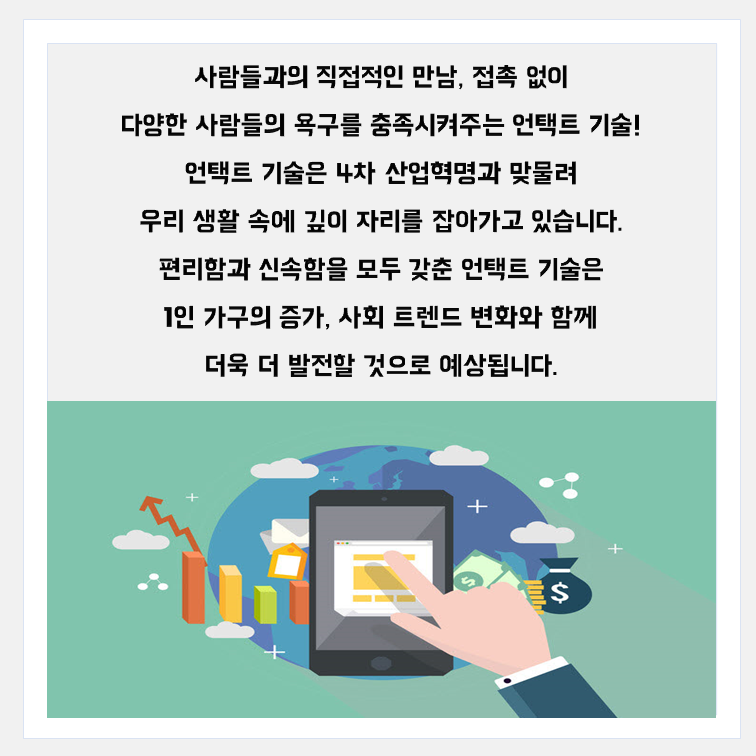 사람들과의 직접적인 만남, 접촉 없이
다양한 사람들의 욕구를 충족시켜주는 언택트 기술!
언택트 기술은 4차 산업혁명과 맞물려
우리 생활 속에 깊이 자리를 잡아가고 있습니다.
편리함과 신속함을 모두 갖춘 언택트 기술은
1인 가구의 증가, 사회 트렌드 변화와 함께
더욱 더 발전할 것으로 예상됩니다.
$
$